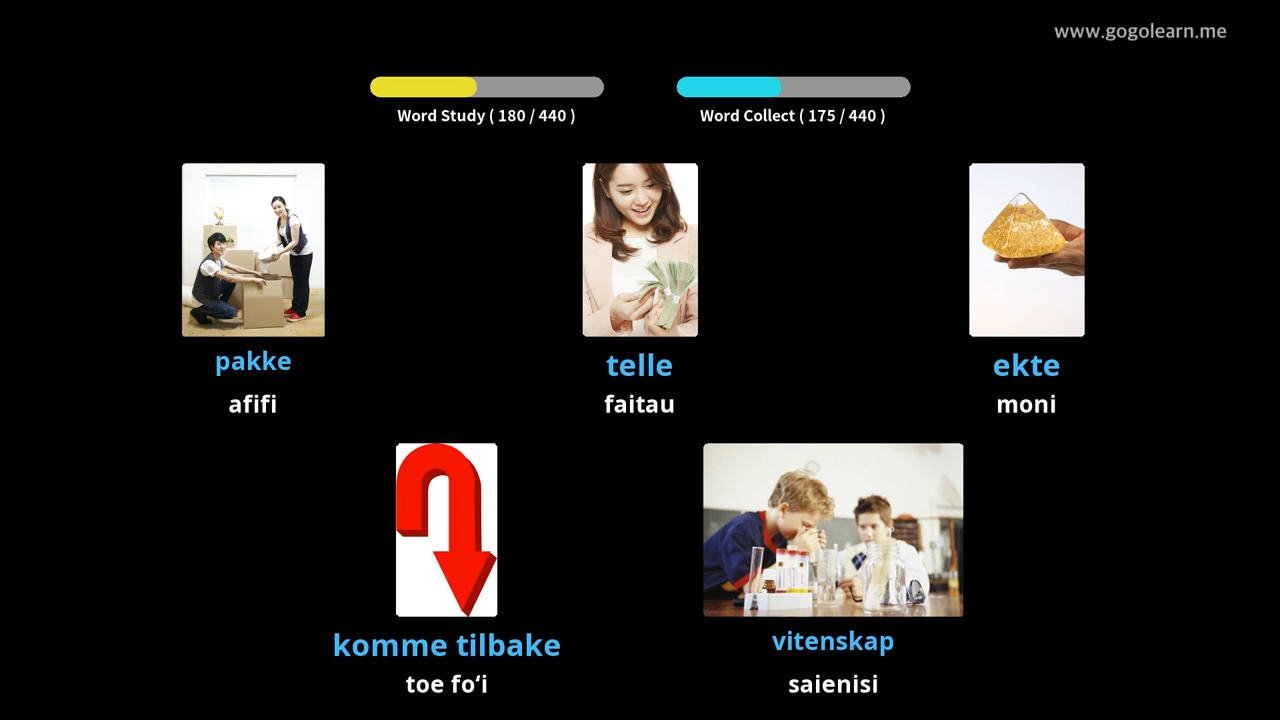 www.gogolearn.me
Word Study ( 180 / 440 )
Word Collect ( 175 / 440 )
pakke
afifi
telle
faitau
ekte
moni
komme tilbake
toe foʻi
vitenskap
saienisi